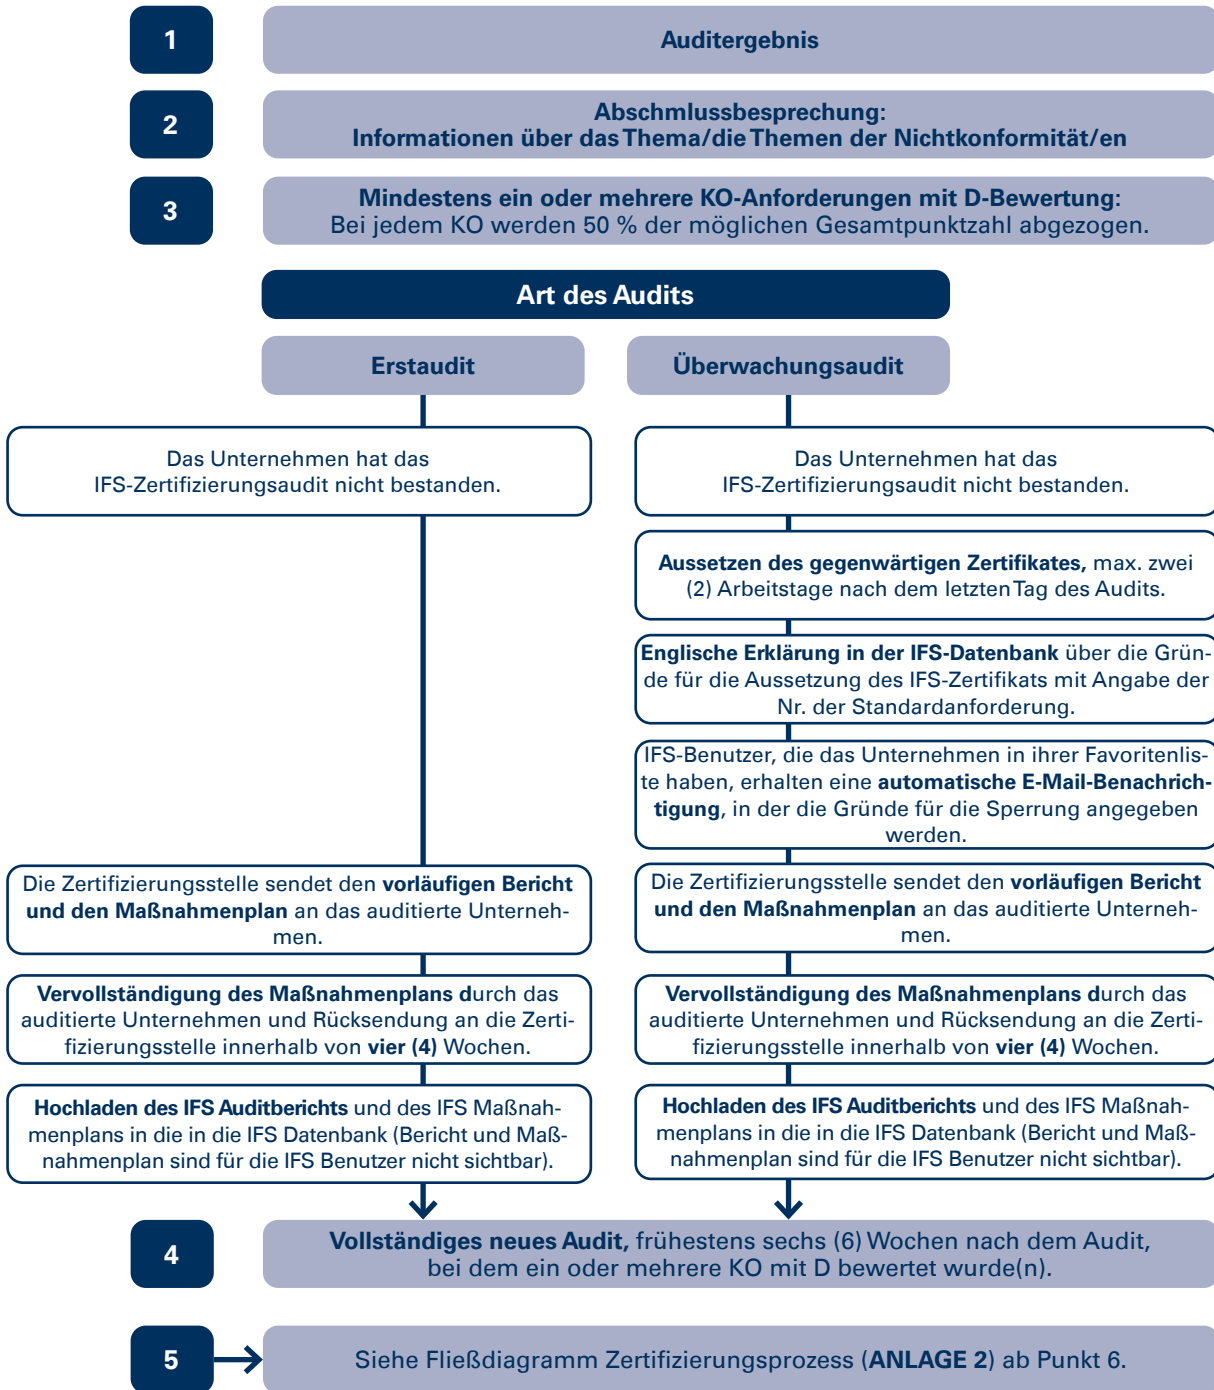 1
Auditergebnis
2
Abschmlussbesprechung:
Informationen über das Thema/die Themen der Nichtkonformität/en
3
Mindestens ein oder mehrere KO-Anforderungen mit D-Bewertung:
Bei jedem KO werden 50 % der möglichen Gesamtpunktzahl abgezogen.
Art des Audits
Erstaudit
Das Unternehmen hat das
IFS-Zertifizierungsaudit nicht bestanden.
Die Zertifizierungsstelle sendet den vorläufigen Bericht
und den Maßnahmenplan an das auditierte Unterneh-
men.
Vervollständigung des Maßnahmenplans durch das
auditierte Unternehmen und Rücksendung an die Zerti-
fizierungsstelle innerhalb von vier (4) Wochen.
Hochladen des IFS Auditberichts und des IFS Maßnah-
menplans in die in die IFS Datenbank (Bericht und Maß-
nahmenplan sind für die IFS Benutzer nicht sichtbar).
Überwachungsaudit
Das Unternehmen hat das
IFS-Zertifizierungsaudit nicht bestanden.
Aussetzen des gegenwärtigen Zertifikates, max. zwei
(2) Arbeitstage nach dem letzten Tag des Audits.
Englische Erklärung in der IFS-Datenbank über die Grün-
de für die Aussetzung des IFS-Zertifikats mit Angabe der
Nr. der Standardanforderung.
IFS-Benutzer, die das Unternehmen in ihrer Favoritenlis-
te haben, erhalten eine automatische E-Mail-Benachrich-
tigung, in der die Gründe für die Sperrung angegeben
werden.
Die Zertifizierungsstelle sendet den vorläufigen Bericht
und den Maßnahmenplan an das auditierte Unterneh-
men.
Vervollständigung des Maßnahmenplans durch das
auditierte Unternehmen und Rücksendung an die Zerti-
fizierungsstelle innerhalb von vier (4) Wochen.
Hochladen des IFS Auditberichts und des IFS Maßnah-
menplans in die in die IFS Datenbank (Bericht und Maß-
nahmenplan sind für die IFS Benutzer nicht sichtbar).
4
Vollständiges neues Audit, frühestens sechs (6) Wochen nach dem Audit,
bei dem ein oder mehrere KO mit D bewertet wurde(n).
5
Siehe Fließdiagramm Zertifizierungsprozess (ANLAGE 2) ab Punkt 6.